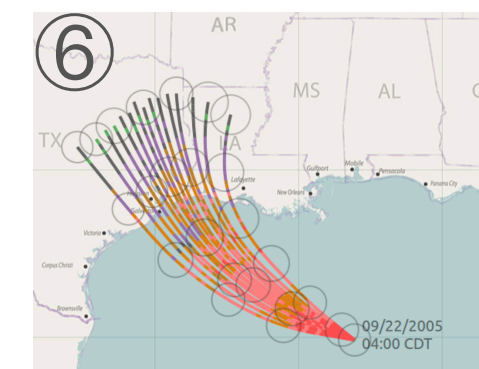 6
AR
MS
AL
G
TX
LA
Gulfport
Mobile
Pensacola
Panama City
Lafayette
New Orleans
Galveston
Victoria
Corpus Christi
Brownsville
09/22/2005
04:00 CDT